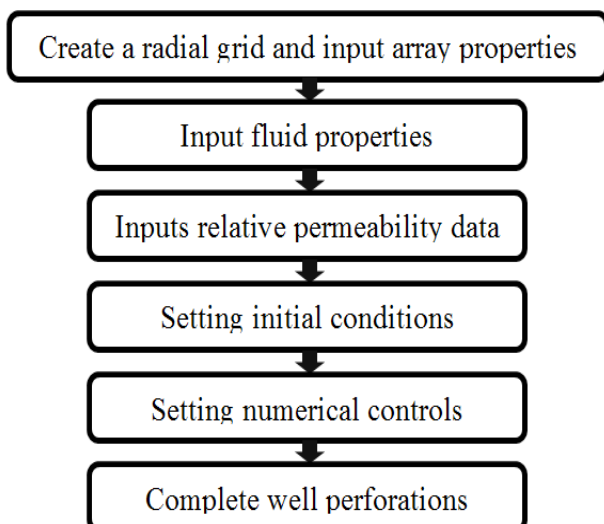 Create a radial grid and input array properties
Input fluid properties
Inputs relative permeability data
Setting initial conditions
Setting numerical controls
Complete well perforations